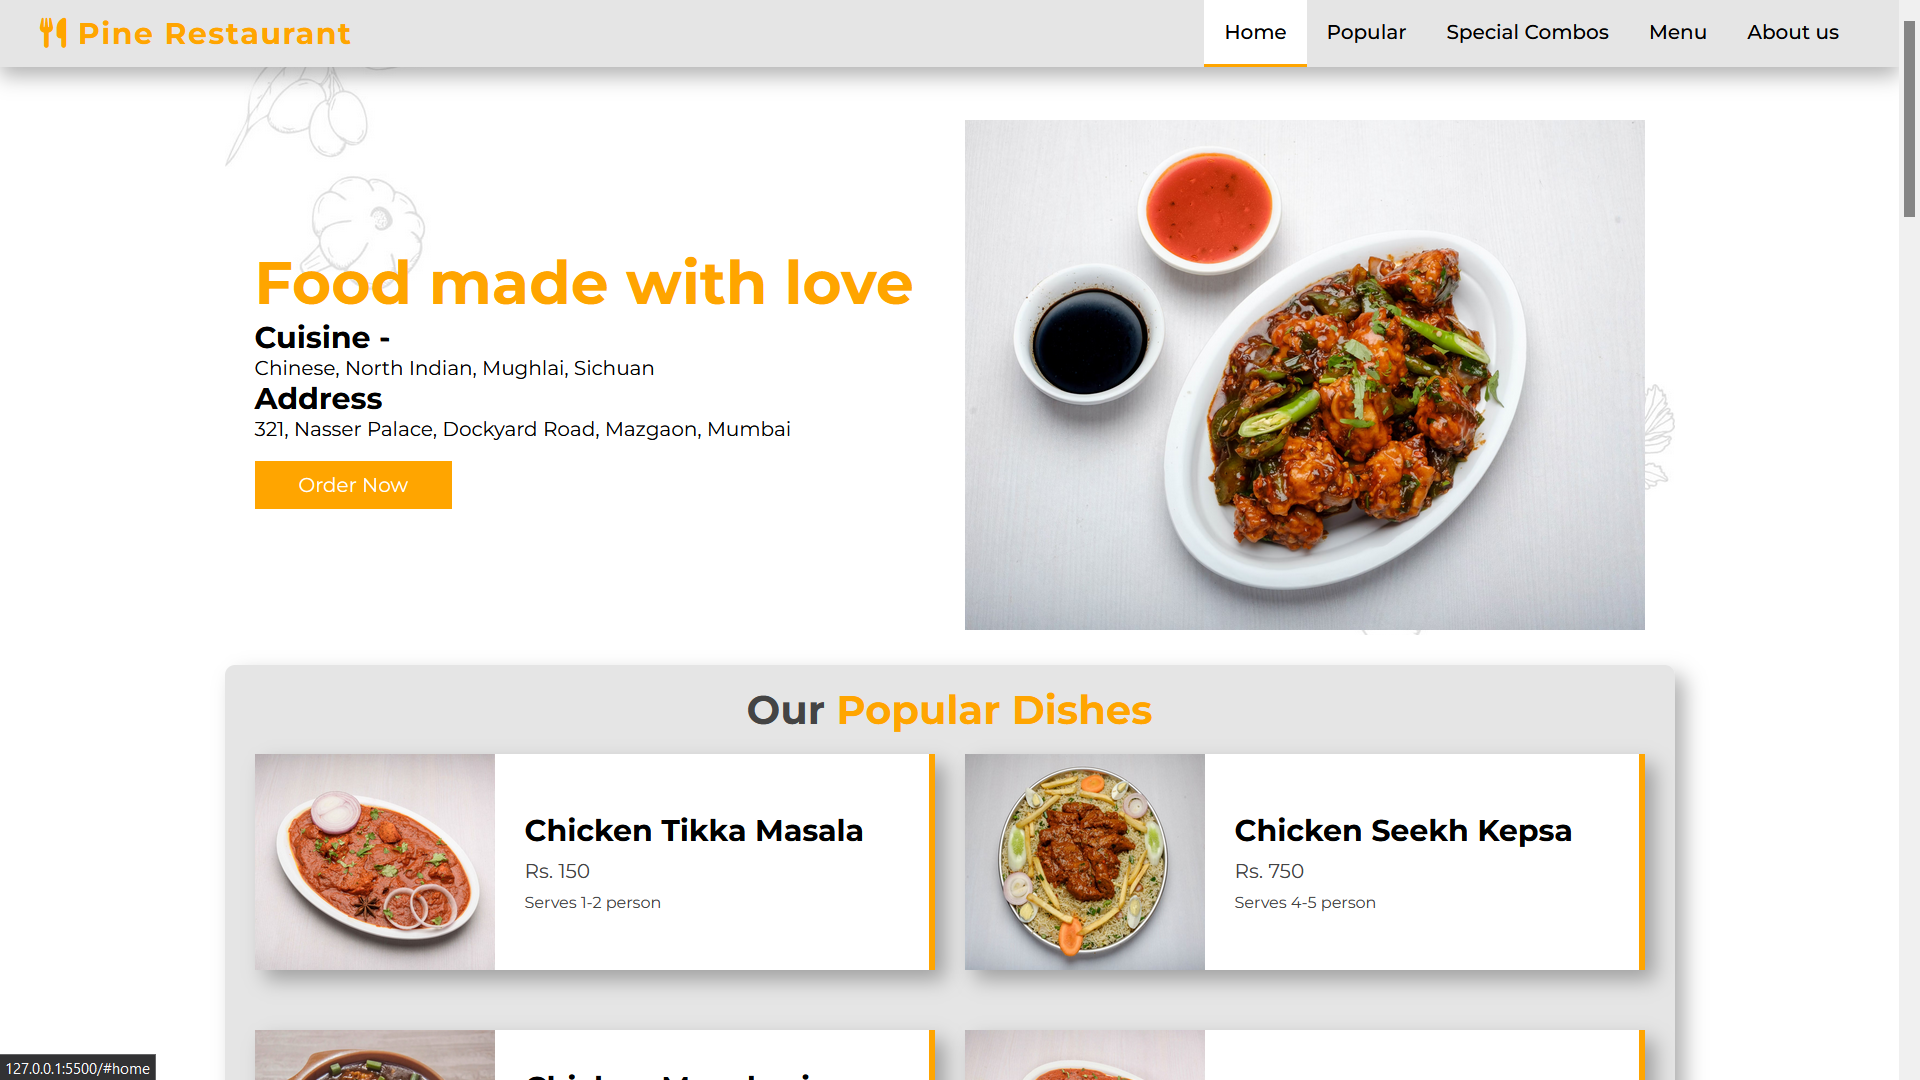 Pine Restaurant
Home Popular Special Combos Menu About us
Food made with love
Cuisine -
Chinese, North Indian, Mughlai, Sichuan
Address
321, Nasser Palace, Dockyard Road, Mazgaon, Mumbai
Order Now
Our Popular Dishes
Chicken Tikka Masala
Rs. 150
Serves 1-2 person
Chicken Seekh Kepsa
Rs. 750
Serves 4-5 person
127.0.0.1:5500/#home